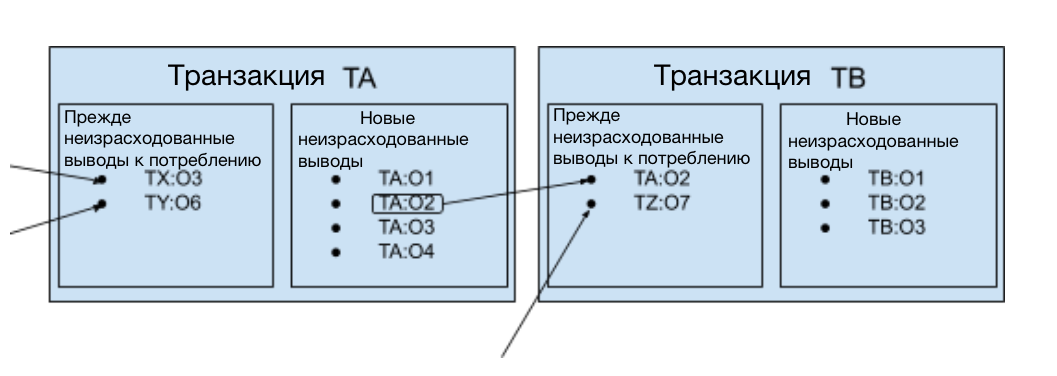 Транзакция TA
Прежде
неизрасходованные
выводы к потреблению
TX:O3
TY:O6
Новые
неизрасходованные
выводы
TA:O1
TA:O2
TA:O3
TA:O4
Транзакция TB
Прежде
неизрасходованные
выводы к потреблению
TA:O2
TZ:O7
Новые
неизрасходованные
выводы
TB:O1
TB:O2
TB:O3